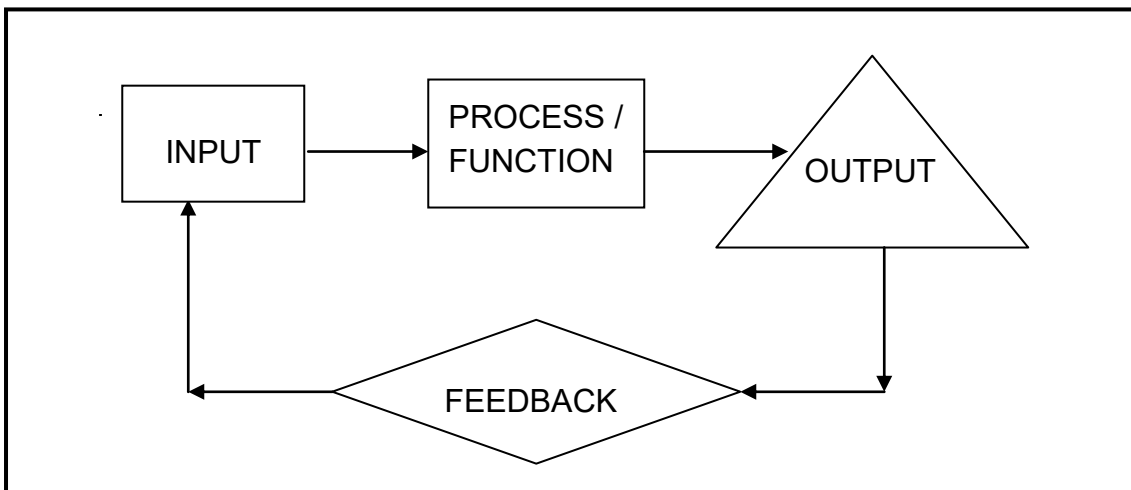 INPUT
PROCESS /
FUNCTION
OUTPUT
FEEDBACK